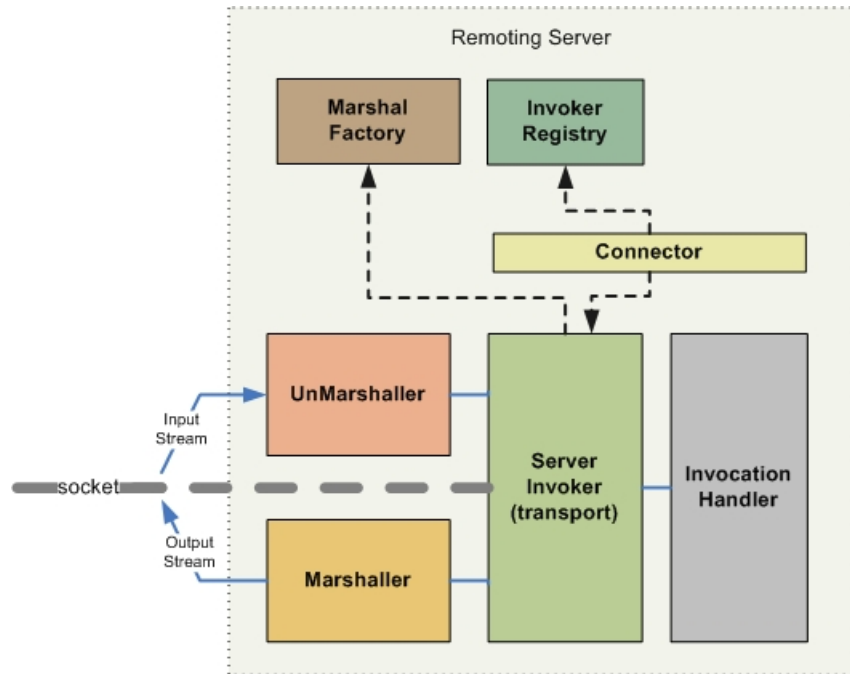 Remoting Server
Marshal
Factory
Invoker
Registry
Connector
UnMarshaller
Input
Stream
socket
Server
Invoker
(transport)
Invocation
Handler
Output
Stream
Marshaller